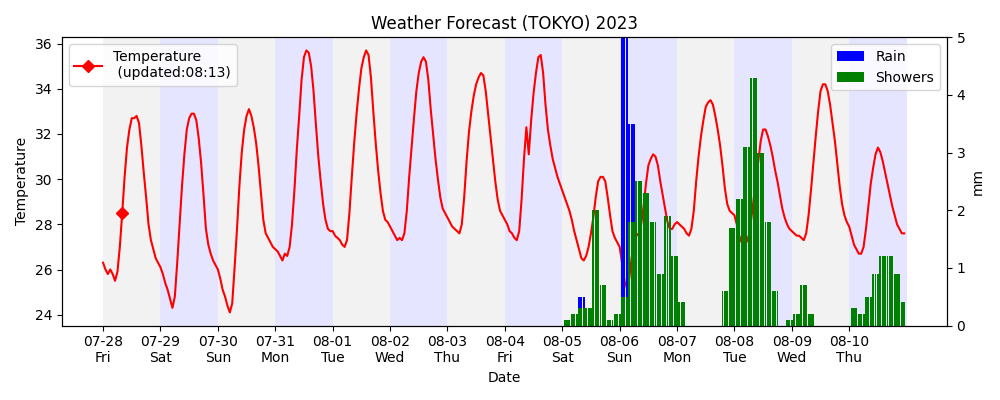 Weather Forecast (TOKYO) 2023
Temperature
(updated:08:13)
Rain
Showers
36
34
32
30
28
26
24
Temperature
5
4
3
2
1
0
mm
07-28 07-29 07-30 07-31 08-01 08-02 08-03 08-04 08-05 08-06 08-07 08-08 08-09 08-10
Fri Sat Sun Mon Tue Wed Thu Fri Sat Sun Mon Tue Wed Thu
Date